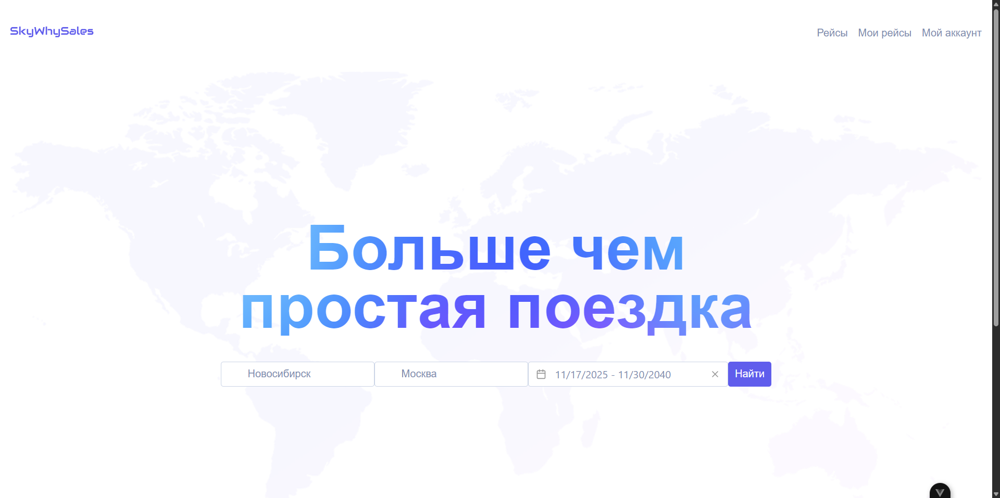 SkyWhySales
Рейсы Мои рейсы Мой аккаунт
Больше чем
простая поездка
Новосибирск Москва 11/17/2025 - 11/30/2040 Найти